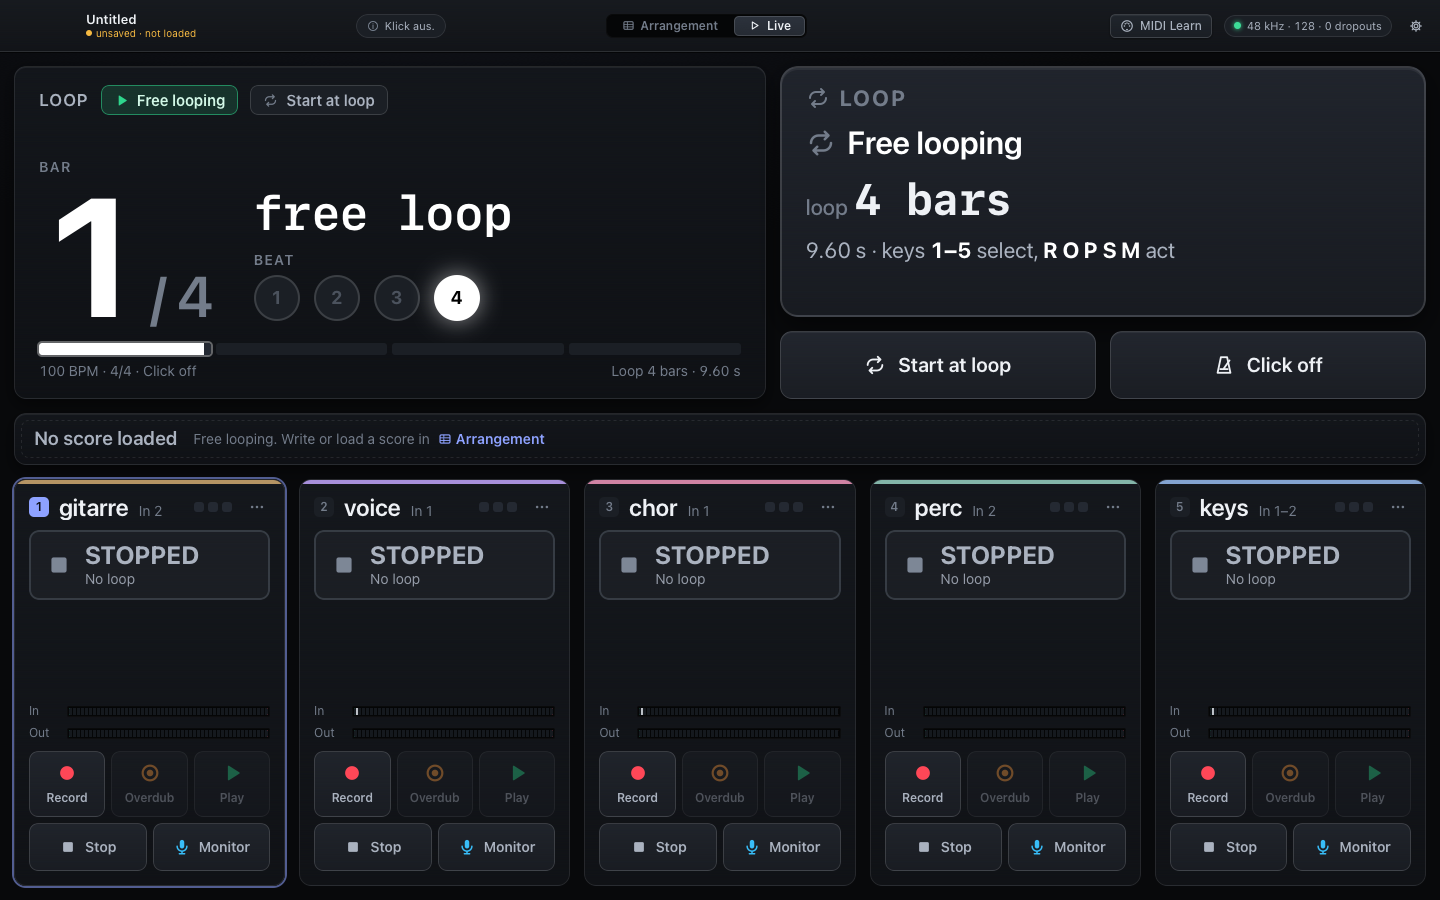 Untitled
unsaved · not loaded
Klick aus.
Arrangement
Live
MIDI Learn
48 kHz · 128 · 0 dropouts
LOOP
Free looping
Start at loop
BAR
1 / 4
free loop
BEAT
1 2 3 4
100 BPM · 4/4 · Click off
Loop 4 bars · 9.60 s
LOOP
Free looping
loop 4 bars
9.60 s · keys 1–5 select, R O P S M act
Start at loop
Click off
No score loaded
Free looping. Write or load a score in Arrangement
1 gitarre In 2 ···
STOPPED
No loop
In
Out
Record Overdub Play
Stop Monitor
2 voice In 1 ···
STOPPED
No loop
In
Out
Record Overdub Play
Stop Monitor
3 chor In 1 ···
STOPPED
No loop
In
Out
Record Overdub Play
Stop Monitor
4 perc In 2 ···
STOPPED
No loop
In
Out
Record Overdub Play
Stop Monitor
5 keys In 1–2 ···
STOPPED
No loop
In
Out
Record Overdub Play
Stop Monitor